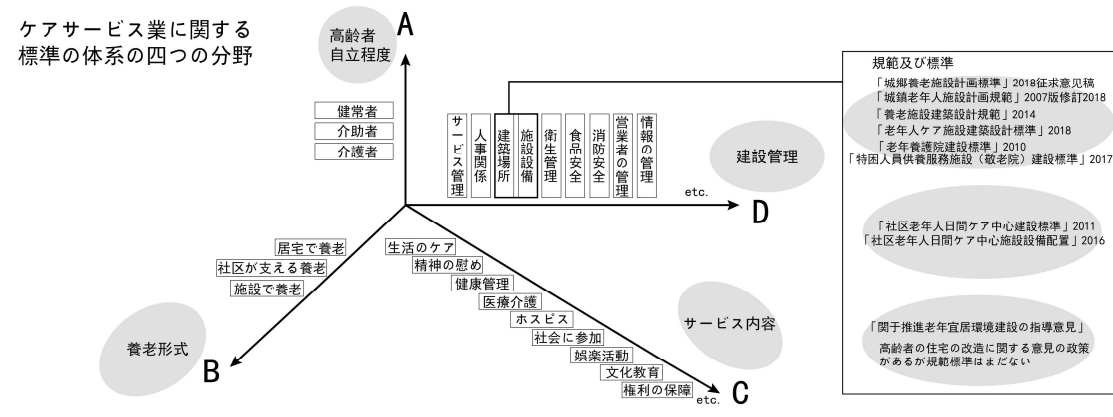 ケアサービス業に関する
標準の体系の四つの分野
高齢者
自立程度
A
健常者
介助者
介護者
サービス管理
人事関係
建築場所
施設設備
衛生管理
食品安全
消防安全
営業者の管理
情報の管理
etc.
建設管理
D
居宅で養老
社区が支える養老
施設で養老
養老形式
B
生活のケア
精神の慰め
健康管理
医療介護
ホスピス
社会に参加
娯楽活動
文化教育
権利の保障
etc.
サービス内容
C
規範及び標準
「城郷養老施設計画標準」2018征求意見稿
「城鎮老年人施設計画規範」2007版修訂2018
「養老施設建築設計規範」2014
「老年人ケア施設建築設計標準」2018
「老年養護院建設標準」2010
「特困人員供養服務施設（敬老院）建設標準」2017
「社区老年人日間ケア中心建設標準」2011
「社区老年人日間ケア中心施設設備配置」2016
「関于推進老年宜居環境建設の指導意見」
高齢者の住宅の改造に関する意見の政策
があるが規範標準はまだない